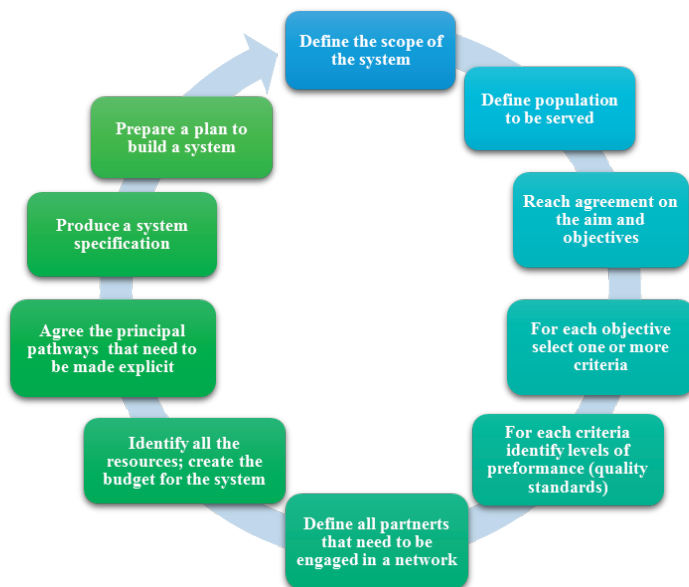 Define the scope of
the system
Define population
to be served
Reach agreement on
the aim and
objectives
For each objective
select one or more
criteria
For each criteria
identify levels of
preformance (quality
standards)
Define all partnerts
that need to be
engaged in a network
Identify all the
resources; create the
budget for the system
Agree the principal
pathways that need to
be made explicit
Produce a system
specification
Prepare a plan to
build a system